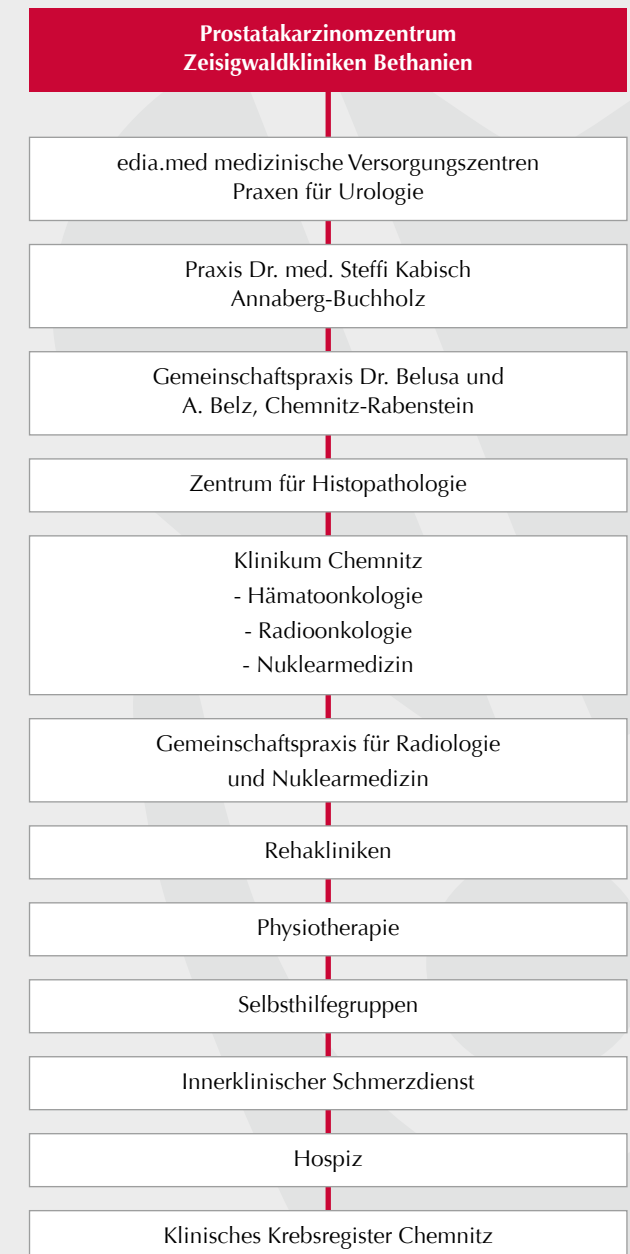 Prostatakarzinomzentrum
Zeisigwaldkliniken Bethanien
edia.med medizinische Versorgungszentren
Praxen für Urologie
Praxis Dr. med. Steffi Kabisch
Annaberg-Buchholz
Gemeinschaftspraxis Dr. Belusa und
A. Belz, Chemnitz-Rabenstein
Zentrum für Histopathologie
Klinikum Chemnitz
- Hämatoonkologie
- Radioonkologie
- Nuklearmedizin
Gemeinschaftspraxis für Radiologie
und Nuklearmedizin
Rehakliniken
Physiotherapie
Selbsthilfegruppen
Innerklinischer Schmerzdienst
Hospiz
Klinisches Krebsregister Chemnitz